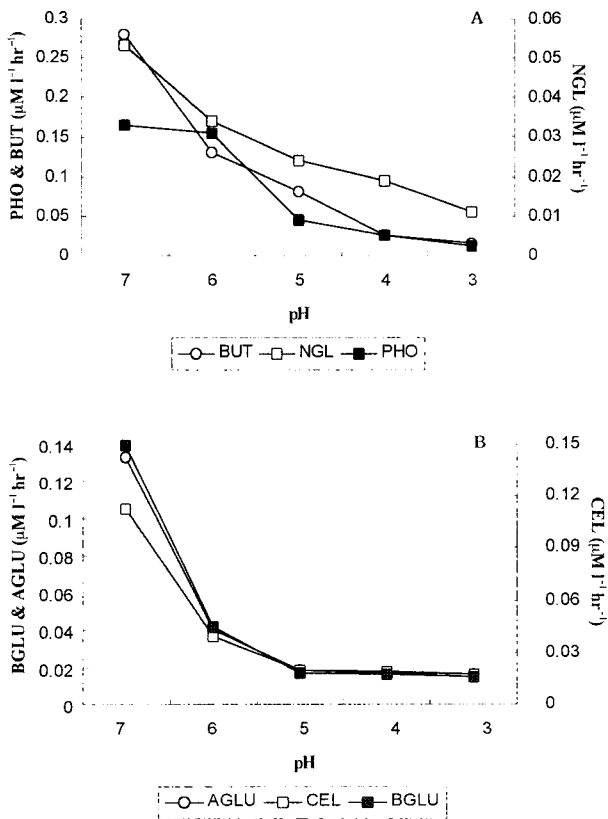 A
PHO & BUT (μM l⁻¹ hr⁻¹)
0.3
0.25
0.2
0.15
0.1
0.05
0
NGL (μM l⁻¹ hr⁻¹)
0.06
0.05
0.04
0.03
0.02
0.01
0
7 6 5 4 3
pH
BUT NGL PHO
B
BGLU & AGLU (μM l⁻¹ hr⁻¹)
0.14
0.12
0.1
0.08
0.06
0.04
0.02
0
CEL (μM l⁻¹ hr⁻¹)
0.15
0.12
0.09
0.06
0.03
0
7 6 5 4 3
pH
AGLU CEL BGLU